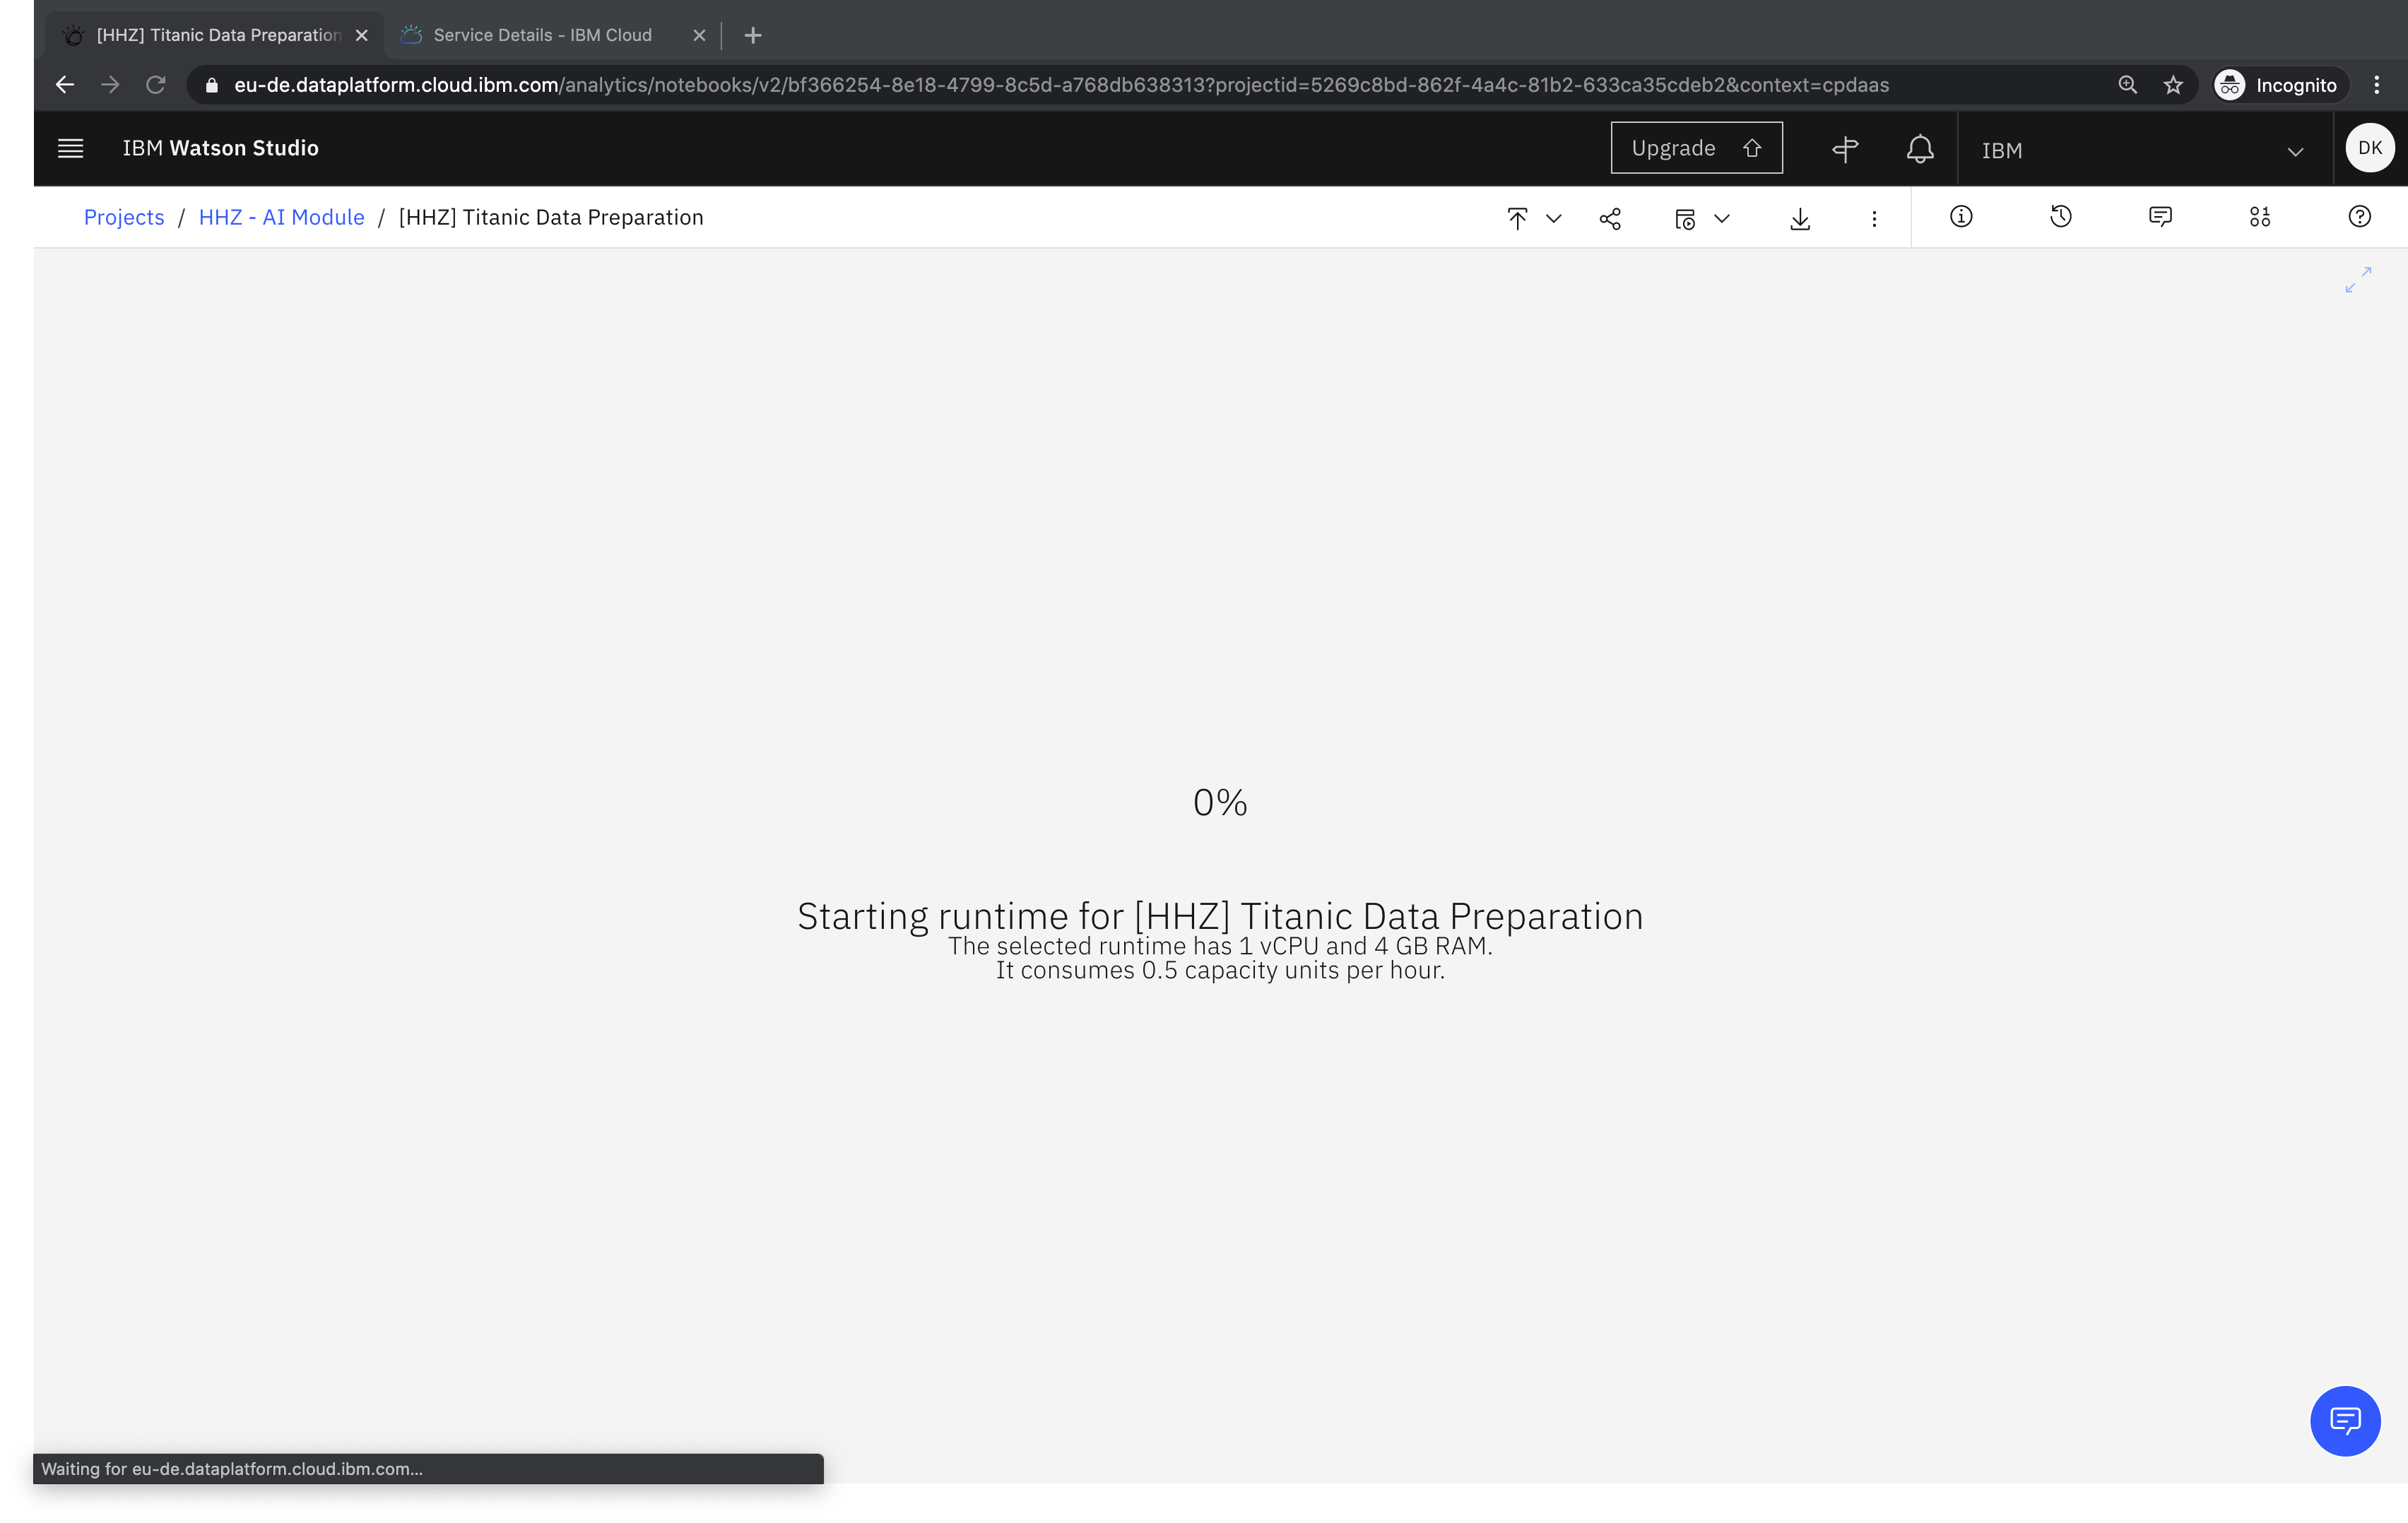 [HHZ] Titanic Data Preparation
Service Details - IBM Cloud
eu-de.dataplatform.cloud.ibm.com/analytics/notebooks/v2/bf366254-8e18-4799-8c5d-a768db638313?projectid=5269c8bd-862f-4a4c-81b2-633ca35cdeb2&context=cpdaas
Incognito
IBM Watson Studio
Upgrade
IBM
DK
Projects / HHZ - AI Module / [HHZ] Titanic Data Preparation
0%
Starting runtime for [HHZ] Titanic Data Preparation
The selected runtime has 1 vCPU and 4 GB RAM.
It consumes 0.5 capacity units per hour.
Waiting for eu-de.dataplatform.cloud.ibm.com...